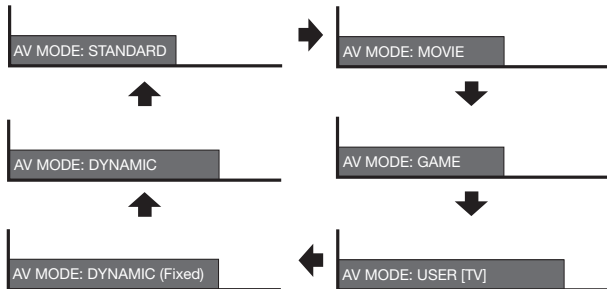 AV MODE: STANDARD
AV MODE: MOVIE
AV MODE: DYNAMIC
AV MODE: GAME
AV MODE: DYNAMIC (Fixed)
AV MODE: USER [TV]